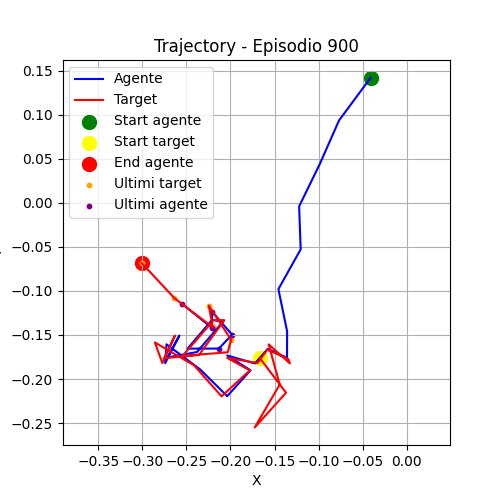 Trajectory - Episodio 900
Agente
Target
Start agente
Start target
End agente
Ultimi target
Ultimi agente
0.15
0.10
0.05
0.00
−0.05
−0.10
−0.15
−0.20
−0.25
−0.35 −0.30 −0.25 −0.20 −0.15 −0.10 −0.05 0.00
X